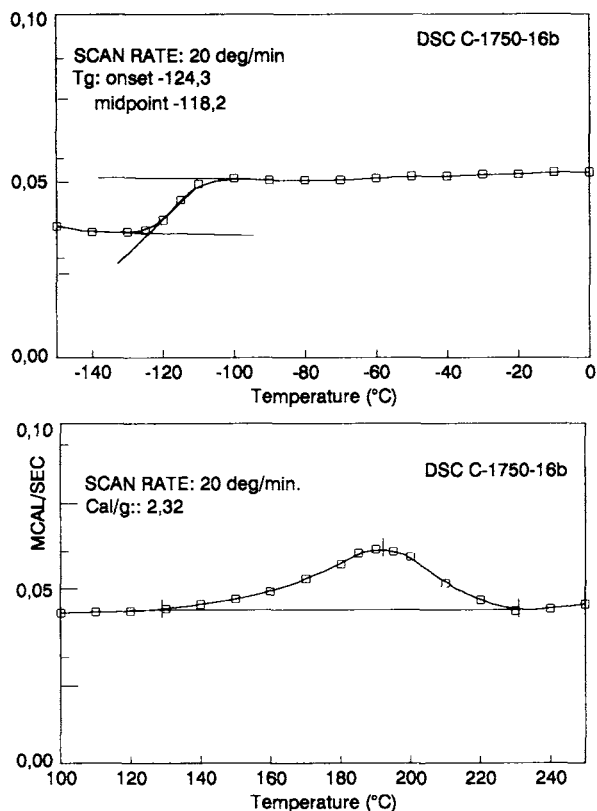 0,10
DSC C-1750-16b
SCAN RATE: 20 deg/min
Tg: onset -124,3
midpoint -118,2
0,05
0,00
-140 -120 -100 -80 -60 -40 -20 0
Temperature (°C)
0,10
DSC C-1750-16b
SCAN RATE: 20 deg/min.
Cal/g:: 2,32
MCAL/SEC
0,05
0,00
100 120 140 160 180 200 220 240
Temperature (°C)